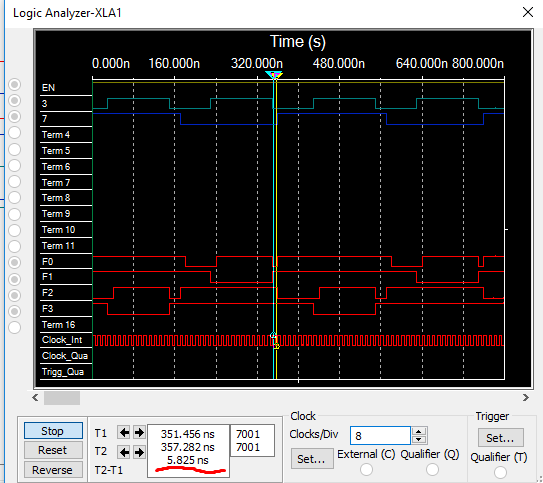 Logic Analyzer-XLA1
Time (s)
0.000n 160.000n 320.000n 480.000n 640.000n 800.000n
EN
3
7
Term 4
Term 5
Term 6
Term 7
Term 8
Term 9
Term 10
Term 11
F0
F1
F2
F3
Term 16
Clock_Int
Clock_Qua
Trigg_Qua
Stop
Reset
Reverse
T1 351.456 ns 7001
T2 357.282 ns 7001
T2-T1 5.825 ns
Clock
Clocks/Div 8
Set... External (C) Qualifier (Q)
Trigger
Set...
Qualifier (T)